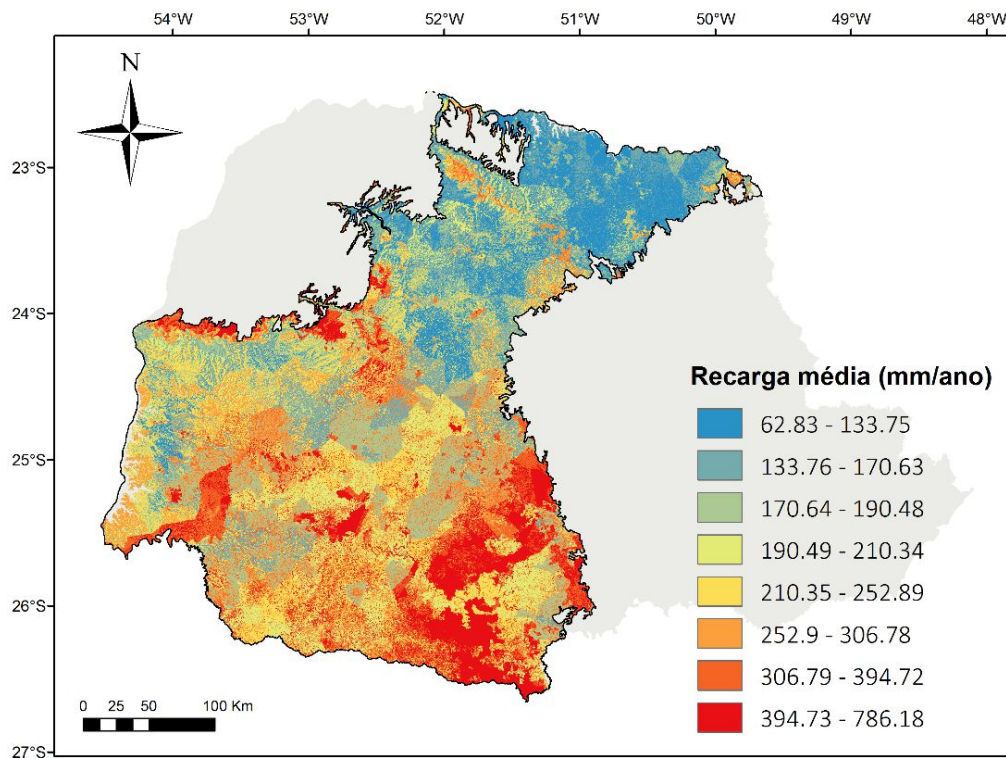 54°W 53°W 52°W 51°W 50°W 49°W 48°W
N
23°S
24°S
25°S
26°S
27°S
Recarga média (mm/ano)
62.83 - 133.75
133.76 - 170.63
170.64 - 190.48
190.49 - 210.34
210.35 - 252.89
252.9 - 306.78
306.79 - 394.72
394.73 - 786.18
0 25 50 100 Km